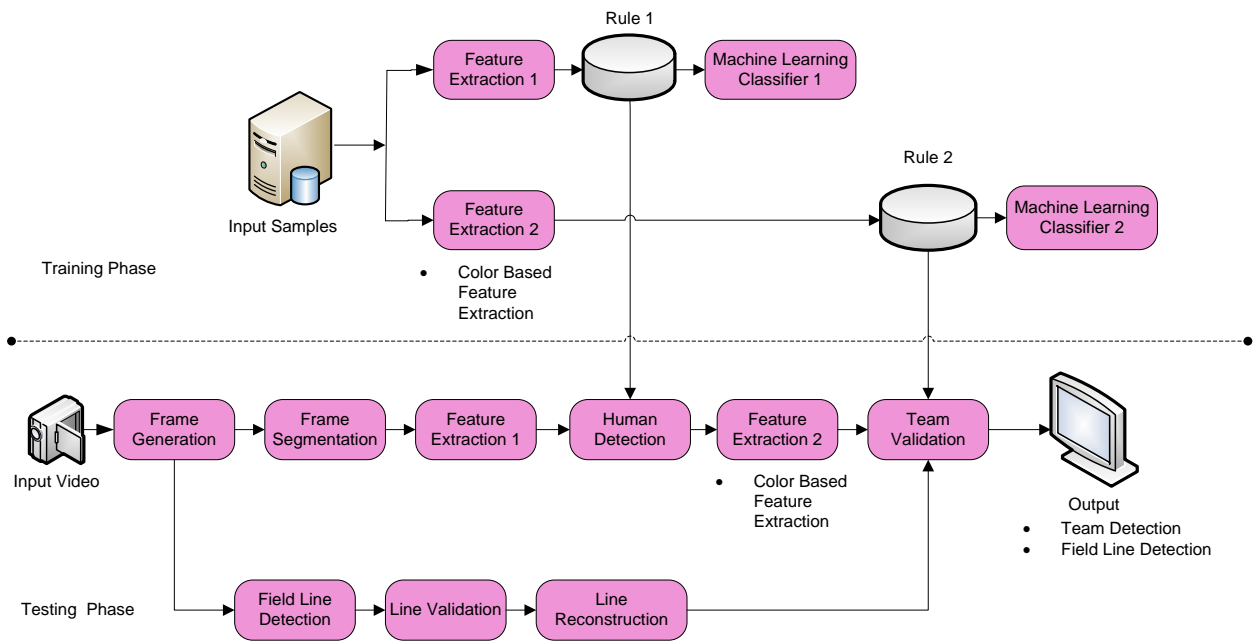 Rule 1
Feature
Extraction 1
Machine Learning
Classifier 1
Rule 2
Input Samples
Feature
Extraction 2
Machine Learning
Classifier 2
Training Phase
• Color Based
Feature
Extraction
Frame
Generation
Frame
Segmentation
Feature
Extraction 1
Human
Detection
Feature
Extraction 2
Team
Validation
Input Video
• Color Based
Feature
Extraction
Output
• Team Detection
• Field Line Detection
Testing Phase
Field Line
Detection
Line Validation
Line
Reconstruction